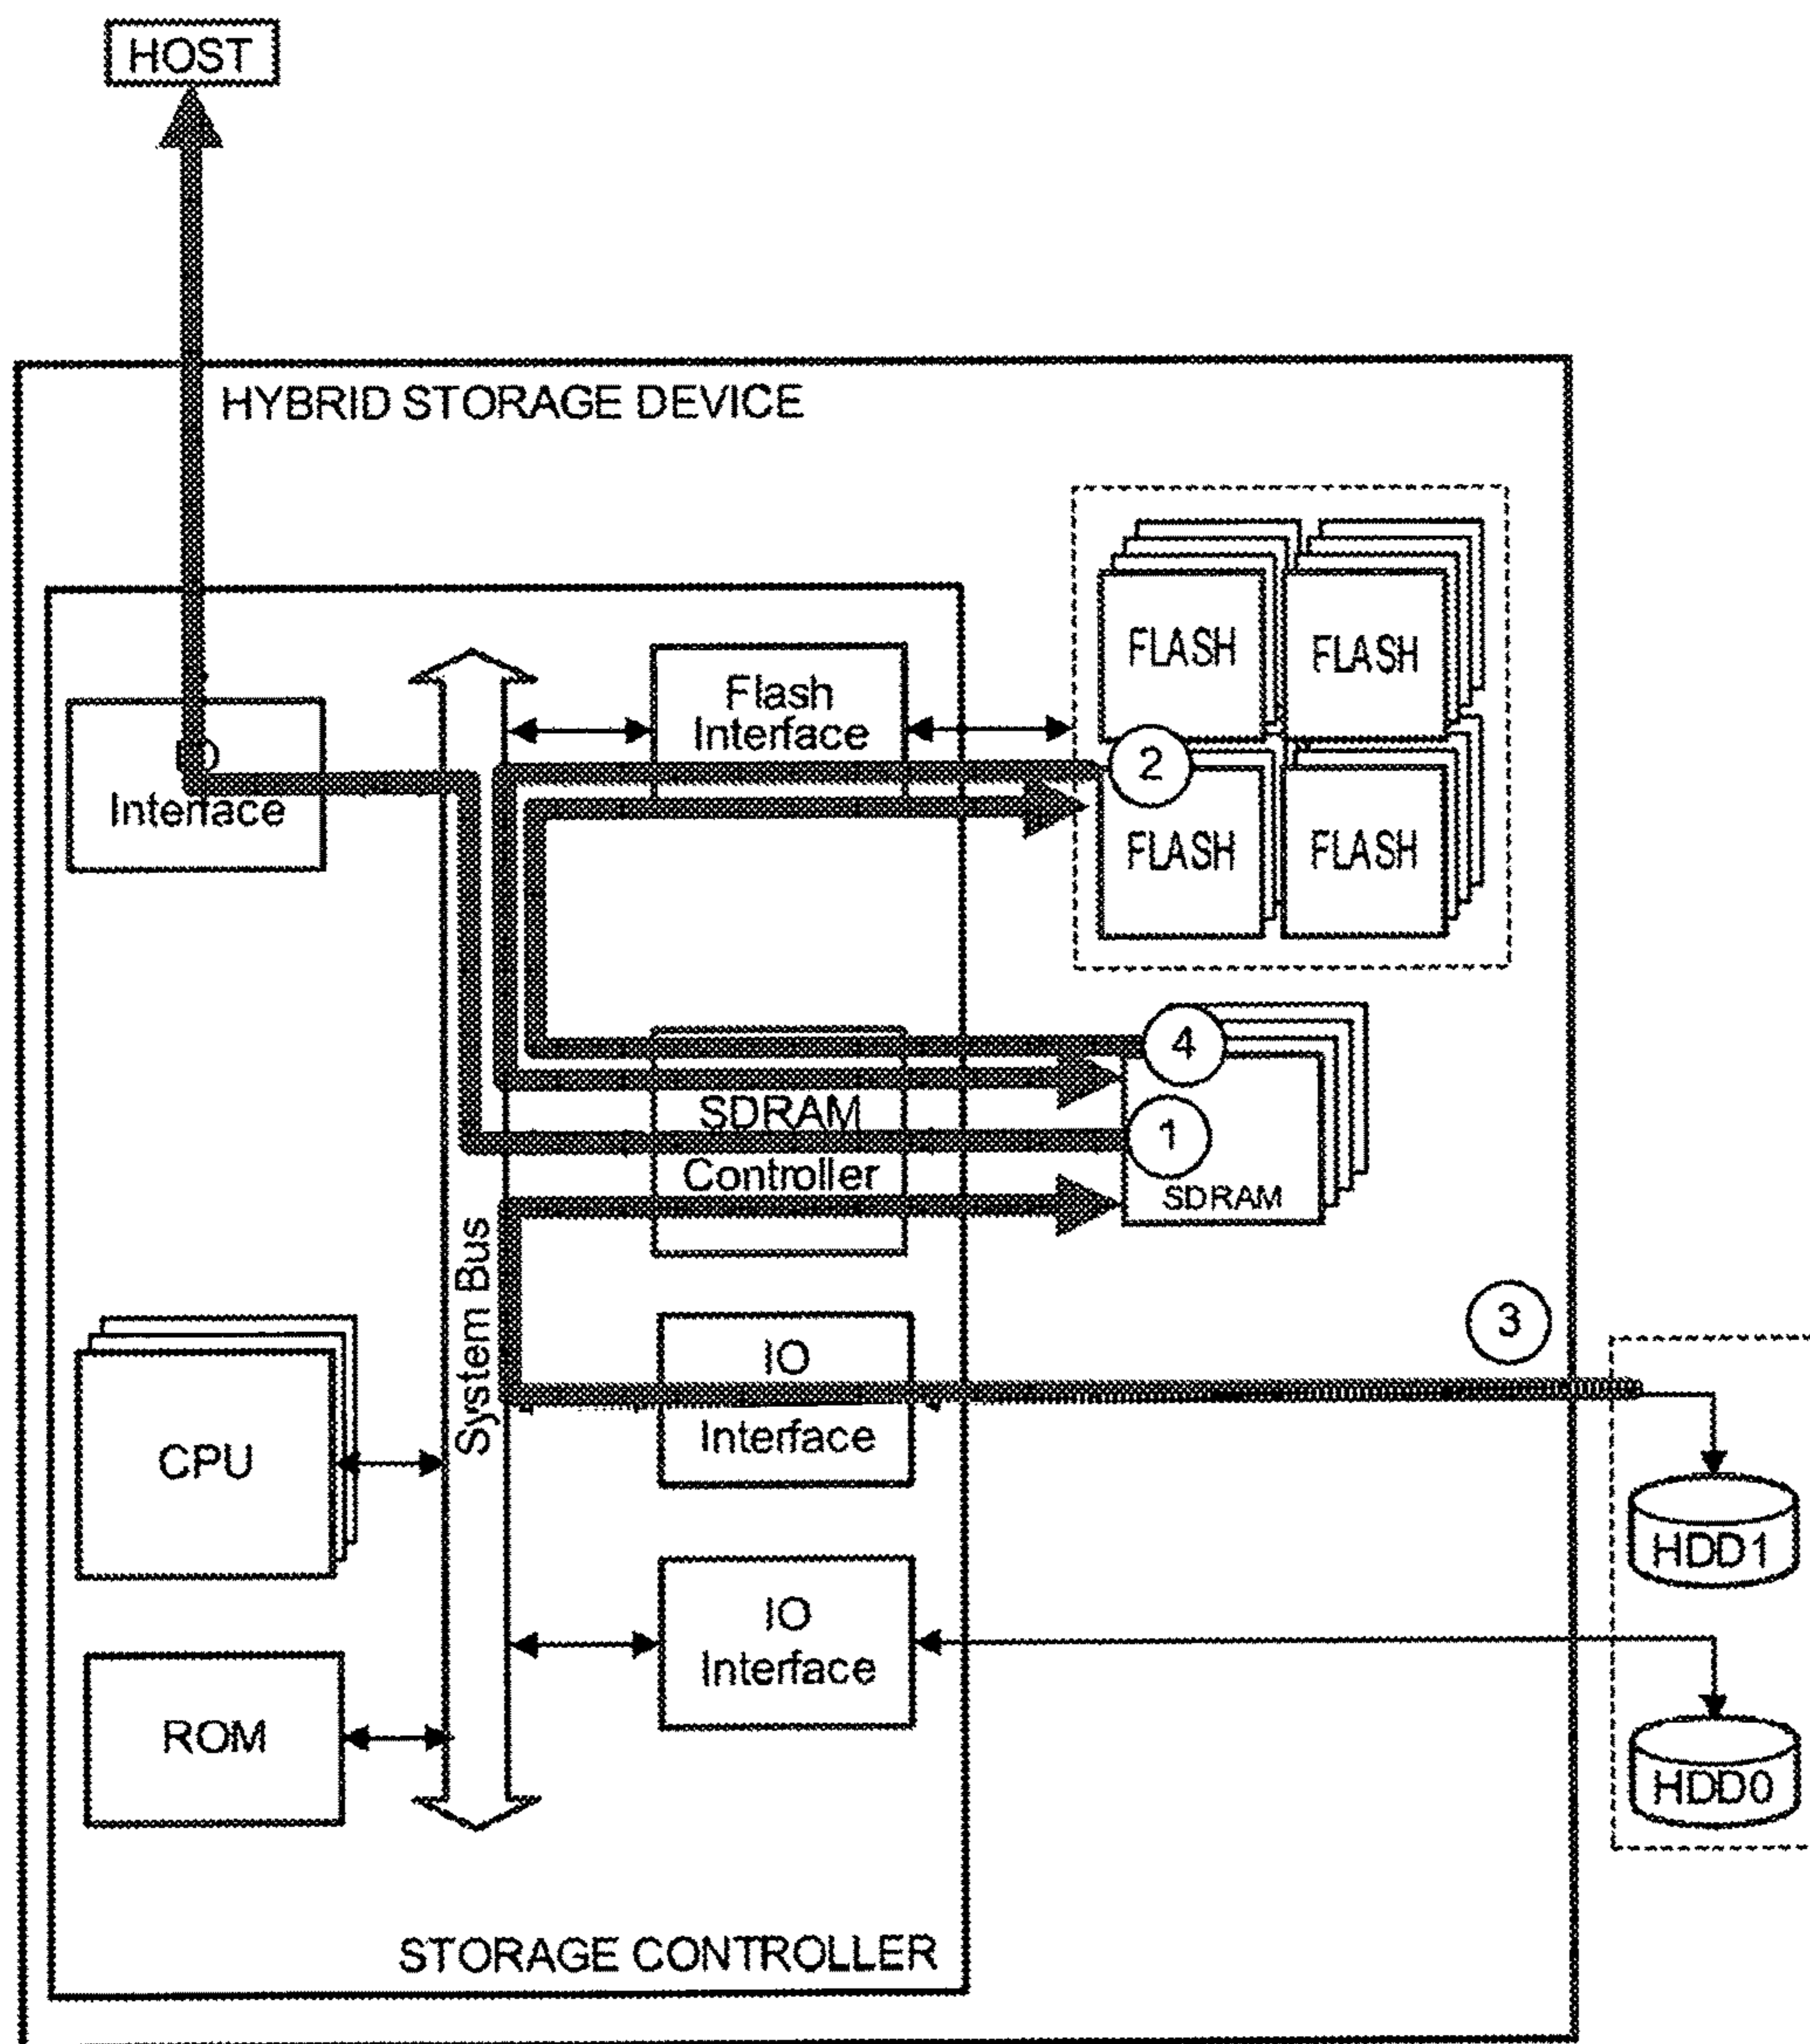 HOST
HYBRID STORAGE DEVICE
FLASH
FLASH
Flash
Interface
IO
Interface
2
FLASH
FLASH
4
SDRAM
1
Controller
SDRAM
System Bus
3
IO
Interface
CPU
HDD1
IO
Interface
ROM
HDD0
STORAGE CONTROLLER